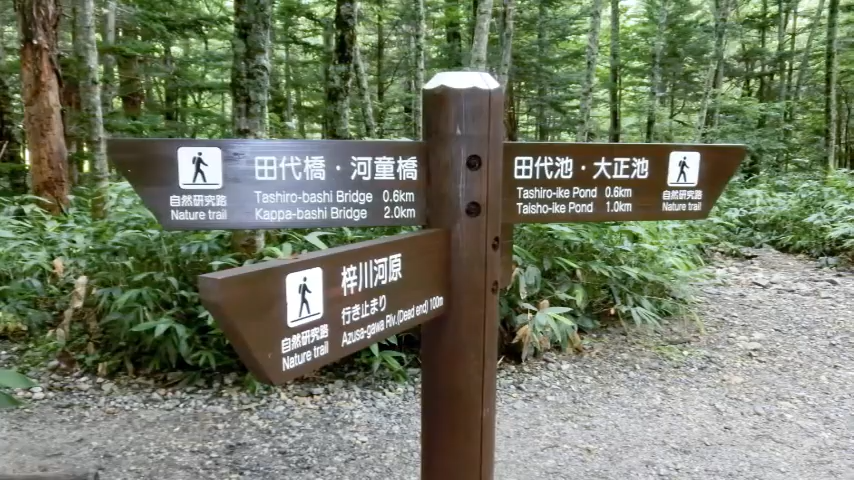 田代橋・河童橋
Tashiro-bashi Bridge 0.6km
Kappa-bashi Bridge 2.0km
自然研究路
Nature trail
田代池・大正池
Tashiro-ike Pond 0.6km
Taisho-ike Pond 1.0km
自然研究路
Nature trail
梓川河原
行き止まり
Azusa-gawa Riv.(Dead end) 100m
自然研究路
Nature trail